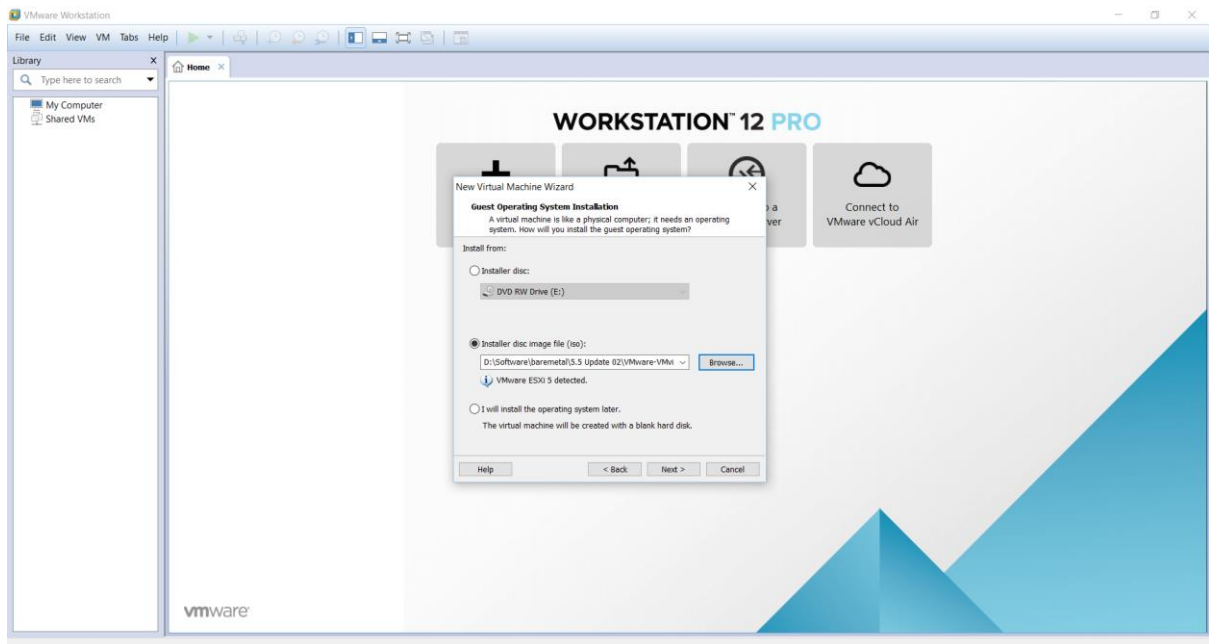 VMware Workstation
File Edit View VM Tabs Help
Library X
Type here to search
My Computer
Shared VMs
Home ×
WORKSTATION™ 12 PRO
Connect to
VMware vCloud Air
New Virtual Machine Wizard
Guest Operating System Installation
A virtual machine is like a physical computer; it needs an operating
system. How will you install the guest operating system?
Install from:
Installer disc:
DVD RW Drive (E:)
Installer disc image file (iso):
D:\Software\baremetal\5.5 Update 02\VMware-VMvi
Browse...
VMware ESXi 5 detected.
I will install the operating system later.
The virtual machine will be created with a blank hard disk.
Help < Back Next > Cancel
vmware